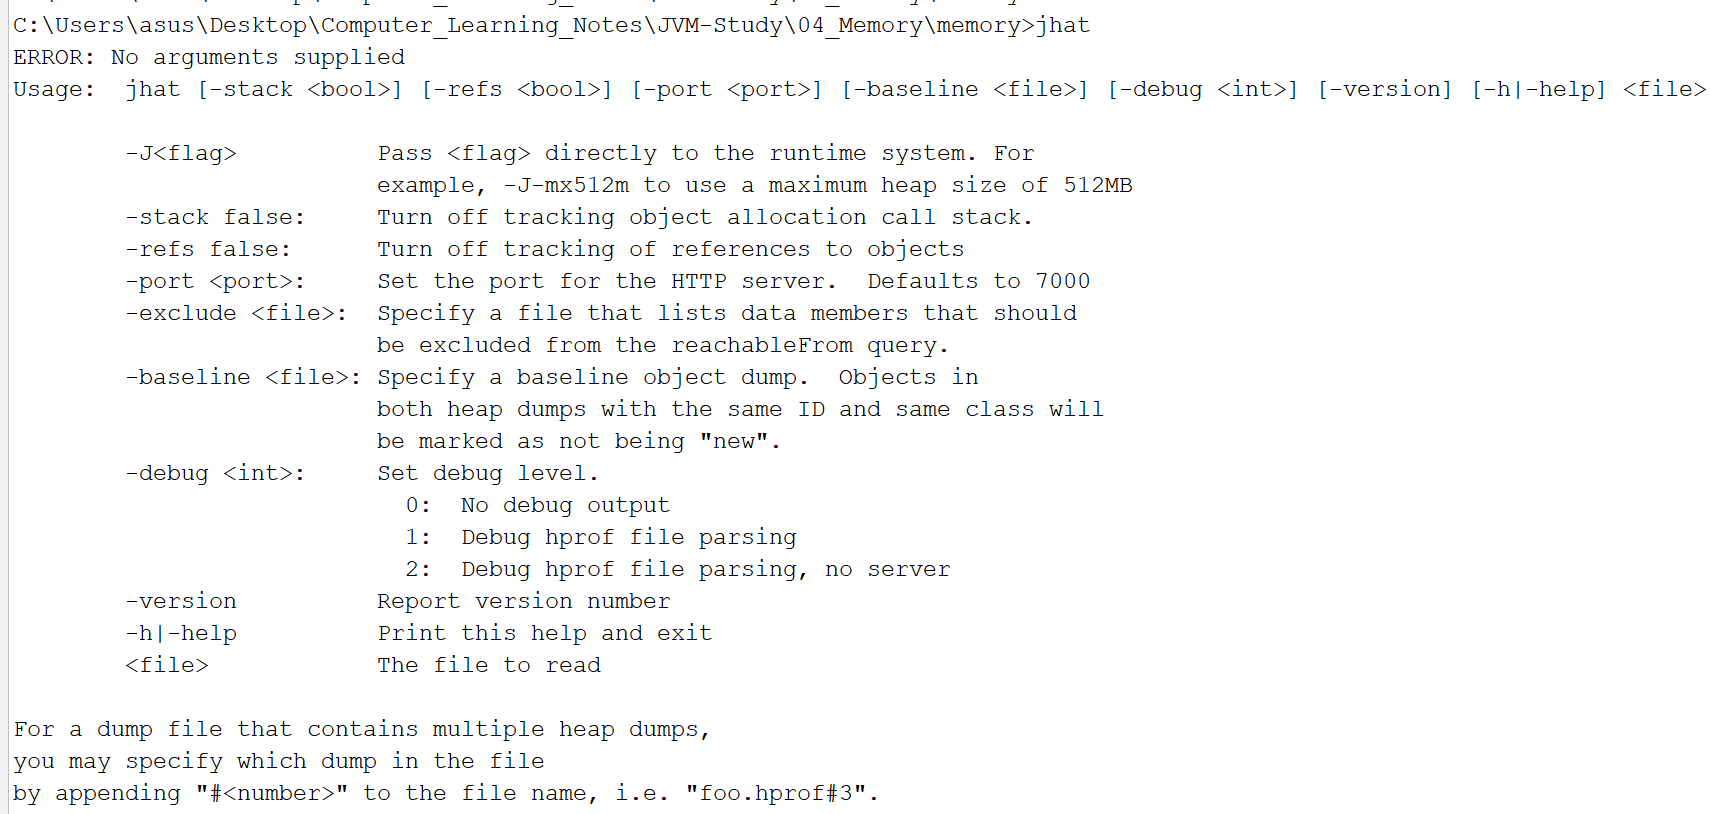 C:\Users\asus\Desktop\Computer_Learning_Notes\JVM-Study\04_Memory\memory>jhat
ERROR: No arguments supplied
Usage:  jhat [-stack <bool>] [-refs <bool>] [-port <port>] [-baseline <file>] [-debug <int>] [-version] [-h|-help] <file>

        -J<flag>          Pass <flag> directly to the runtime system. For
                          example, -J-mx512m to use a maximum heap size of 512MB
        -stack false:     Turn off tracking object allocation call stack.
        -refs false:      Turn off tracking of references to objects
        -port <port>:     Set the port for the HTTP server.  Defaults to 7000
        -exclude <file>:  Specify a file that lists data members that should
                          be excluded from the reachableFrom query.
        -baseline <file>: Specify a baseline object dump.  Objects in
                          both heap dumps with the same ID and same class will
                          be marked as not being "new".
        -debug <int>:     Set debug level.
                            0:  No debug output
                            1:  Debug hprof file parsing
                            2:  Debug hprof file parsing, no server
        -version          Report version number
        -h|-help          Print this help and exit
        <file>            The file to read

For a dump file that contains multiple heap dumps,
you may specify which dump in the file
by appending "#<number>" to the file name, i.e. "foo.hprof#3".